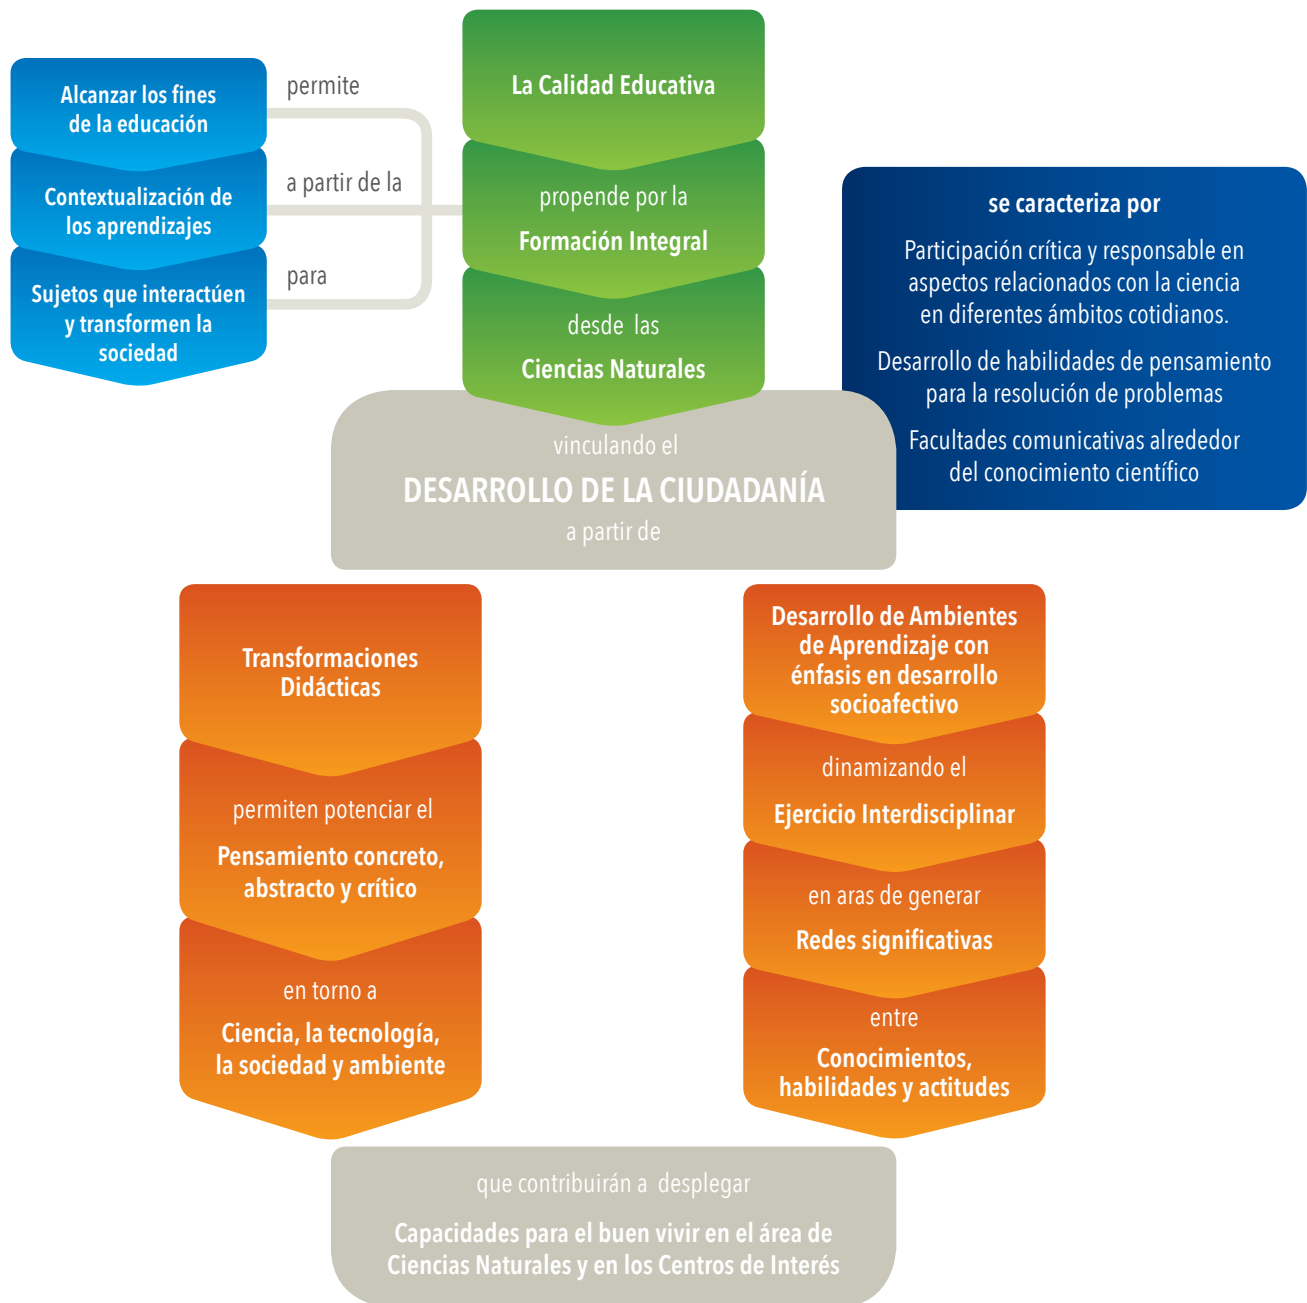 Alcanzar los fines
de la educación
Contextualización de
los aprendizajes
Sujetos que interactúen
y transformen la
sociedad
permite
a partir de la
para
La Calidad Educativa
propende por la
Formación Integral
desde las
Ciencias Naturales
se caracteriza por
Participación crítica y responsable en
aspectos relacionados con la ciencia
en diferentes ámbitos cotidianos.
Desarrollo de habilidades de pensamiento
para la resolución de problemas
Facultades comunicativas alrededor
del conocimiento científico
vinculando el
DESARROLLO DE LA CIUDADANÍA
a partir de
Transformaciones
Didácticas
permiten potenciar el
Pensamiento concreto,
abstracto y crítico
en torno a
Ciencia, la tecnología,
la sociedad y ambiente
Desarrollo de Ambientes
de Aprendizaje con
énfasis en desarrollo
socioafectivo
dinamizando el
Ejercicio Interdisciplinar
en aras de generar
Redes significativas
entre
Conocimientos,
habilidades y actitudes
que contribuirán a desplegar
Capacidades para el buen vivir en el área de
Ciencias Naturales y en los Centros de Interés